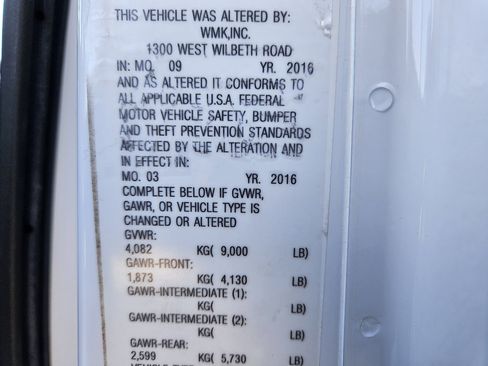 THIS VEHICLE WAS ALTERED BY:
WMK,INC.
1300 WEST WILBETH ROAD
IN: MO. 09 YR. 2016
AND AS ALTERED IT CONFORMS TO
ALL APPLICABLE U.S.A. FEDERAL
MOTOR VEHICLE SAFETY, BUMPER
AND THEFT PREVENTION STANDARDS
AFFECTED BY THE ALTERATION AND
IN EFFECT IN:
MO. 03 YR. 2016
COMPLETE BELOW IF GVWR,
GAWR, OR VEHICLE TYPE IS
CHANGED OR ALTERED
GVWR:
4,082 KG( 9,000 LB)
GAWR-FRONT:
1,873 KG( 4,130 LB)
GAWR-INTERMEDIATE (1):
KG( LB)
GAWR-INTERMEDIATE (2):
KG( LB)
GAWR-REAR:
2,599 KG( 5,730 LB)